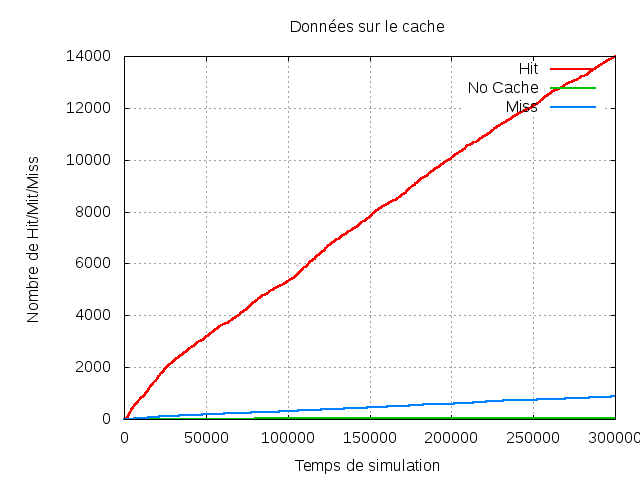 Données sur le cache
14000
12000
10000
8000
6000
4000
2000
0
Nombre de Hit/Mit/Miss
Hit
No Cache
Miss
0 50000 100000 150000 200000 250000 300000
Temps de simulation